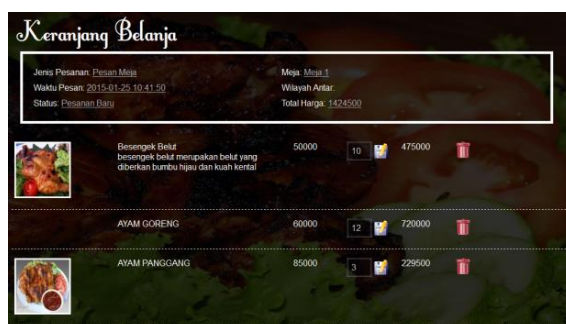 Keranjang Belanja
Jenis Pesanan: Pesan Meja
Meja: Meja 1
Waktu Pesan: 2015-01-25 10:41:50
Wilayah Antar:
Status: Pesanan Baru
Total Harga: 1424500
Besengek Belut 50000 10 475000
besengek belut merupakan belut yang
diberkan bumbu hijau dan kuah kental
AYAM GORENG 60000 12 720000
AYAM PANGGANG 85000 3 229500